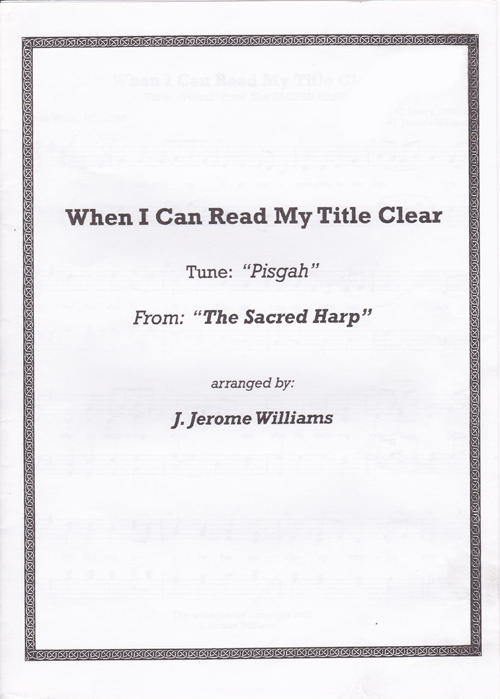 When I Can Read My Title Clear
Tune: “Pisgah”
From: “The Sacred Harp”
arranged by:
J. Jerome Williams